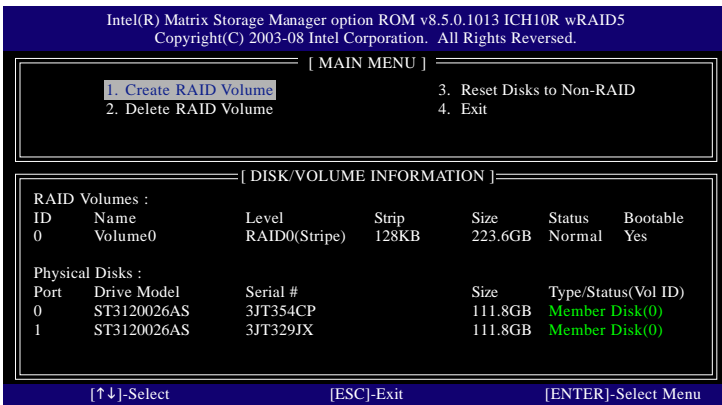 Intel(R) Matrix Storage Manager option ROM v8.5.0.1013 ICH10R wRAID5
Copyright(C) 2003-08 Intel Corporation. All Rights Reversed.
[ MAIN MENU ]
1. Create RAID Volume 3. Reset Disks to Non-RAID
2. Delete RAID Volume 4. Exit
[ DISK/VOLUME INFORMATION ]
RAID Volumes :
ID Name Level Strip Size Status Bootable
0 Volume0 RAID0(Stripe) 128KB 223.6GB Normal Yes
Physical Disks :
Port Drive Model Serial # Size Type/Status(Vol ID)
0 ST3120026AS 3JT354CP 111.8GB Member Disk(0)
1 ST3120026AS 3JT329JX 111.8GB Member Disk(0)
[↑↓]-Select [ESC]-Exit [ENTER]-Select Menu